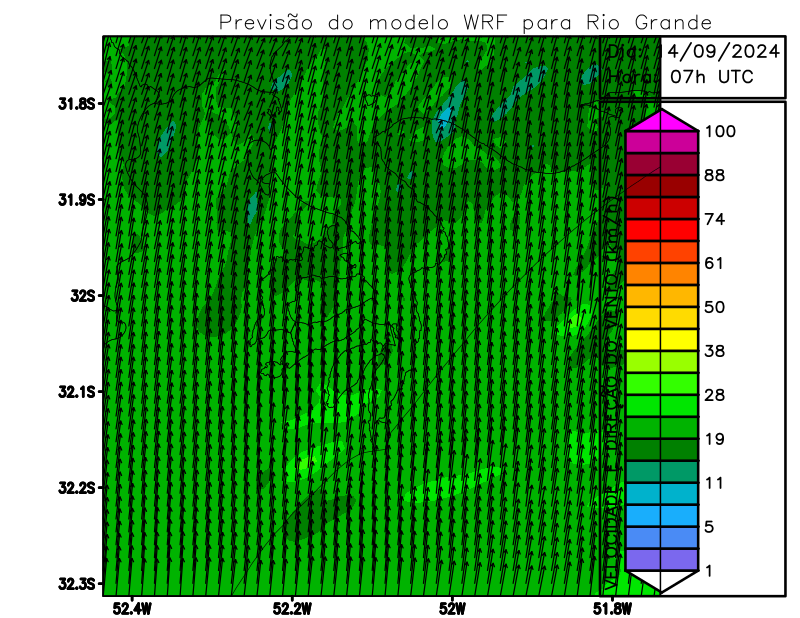 Previsão do modelo WRF para Rio Grande
Dia: 14/09/2024
Hora: 07h UTC
31.8S
31.9S
32S
32.1S
32.2S
32.3S
52.4W
52.2W
52W
51.8W
VELOCIDADE E DIREÇÃO DO VENTO (km/h)
100
88
74
61
50
38
28
19
11
5
1